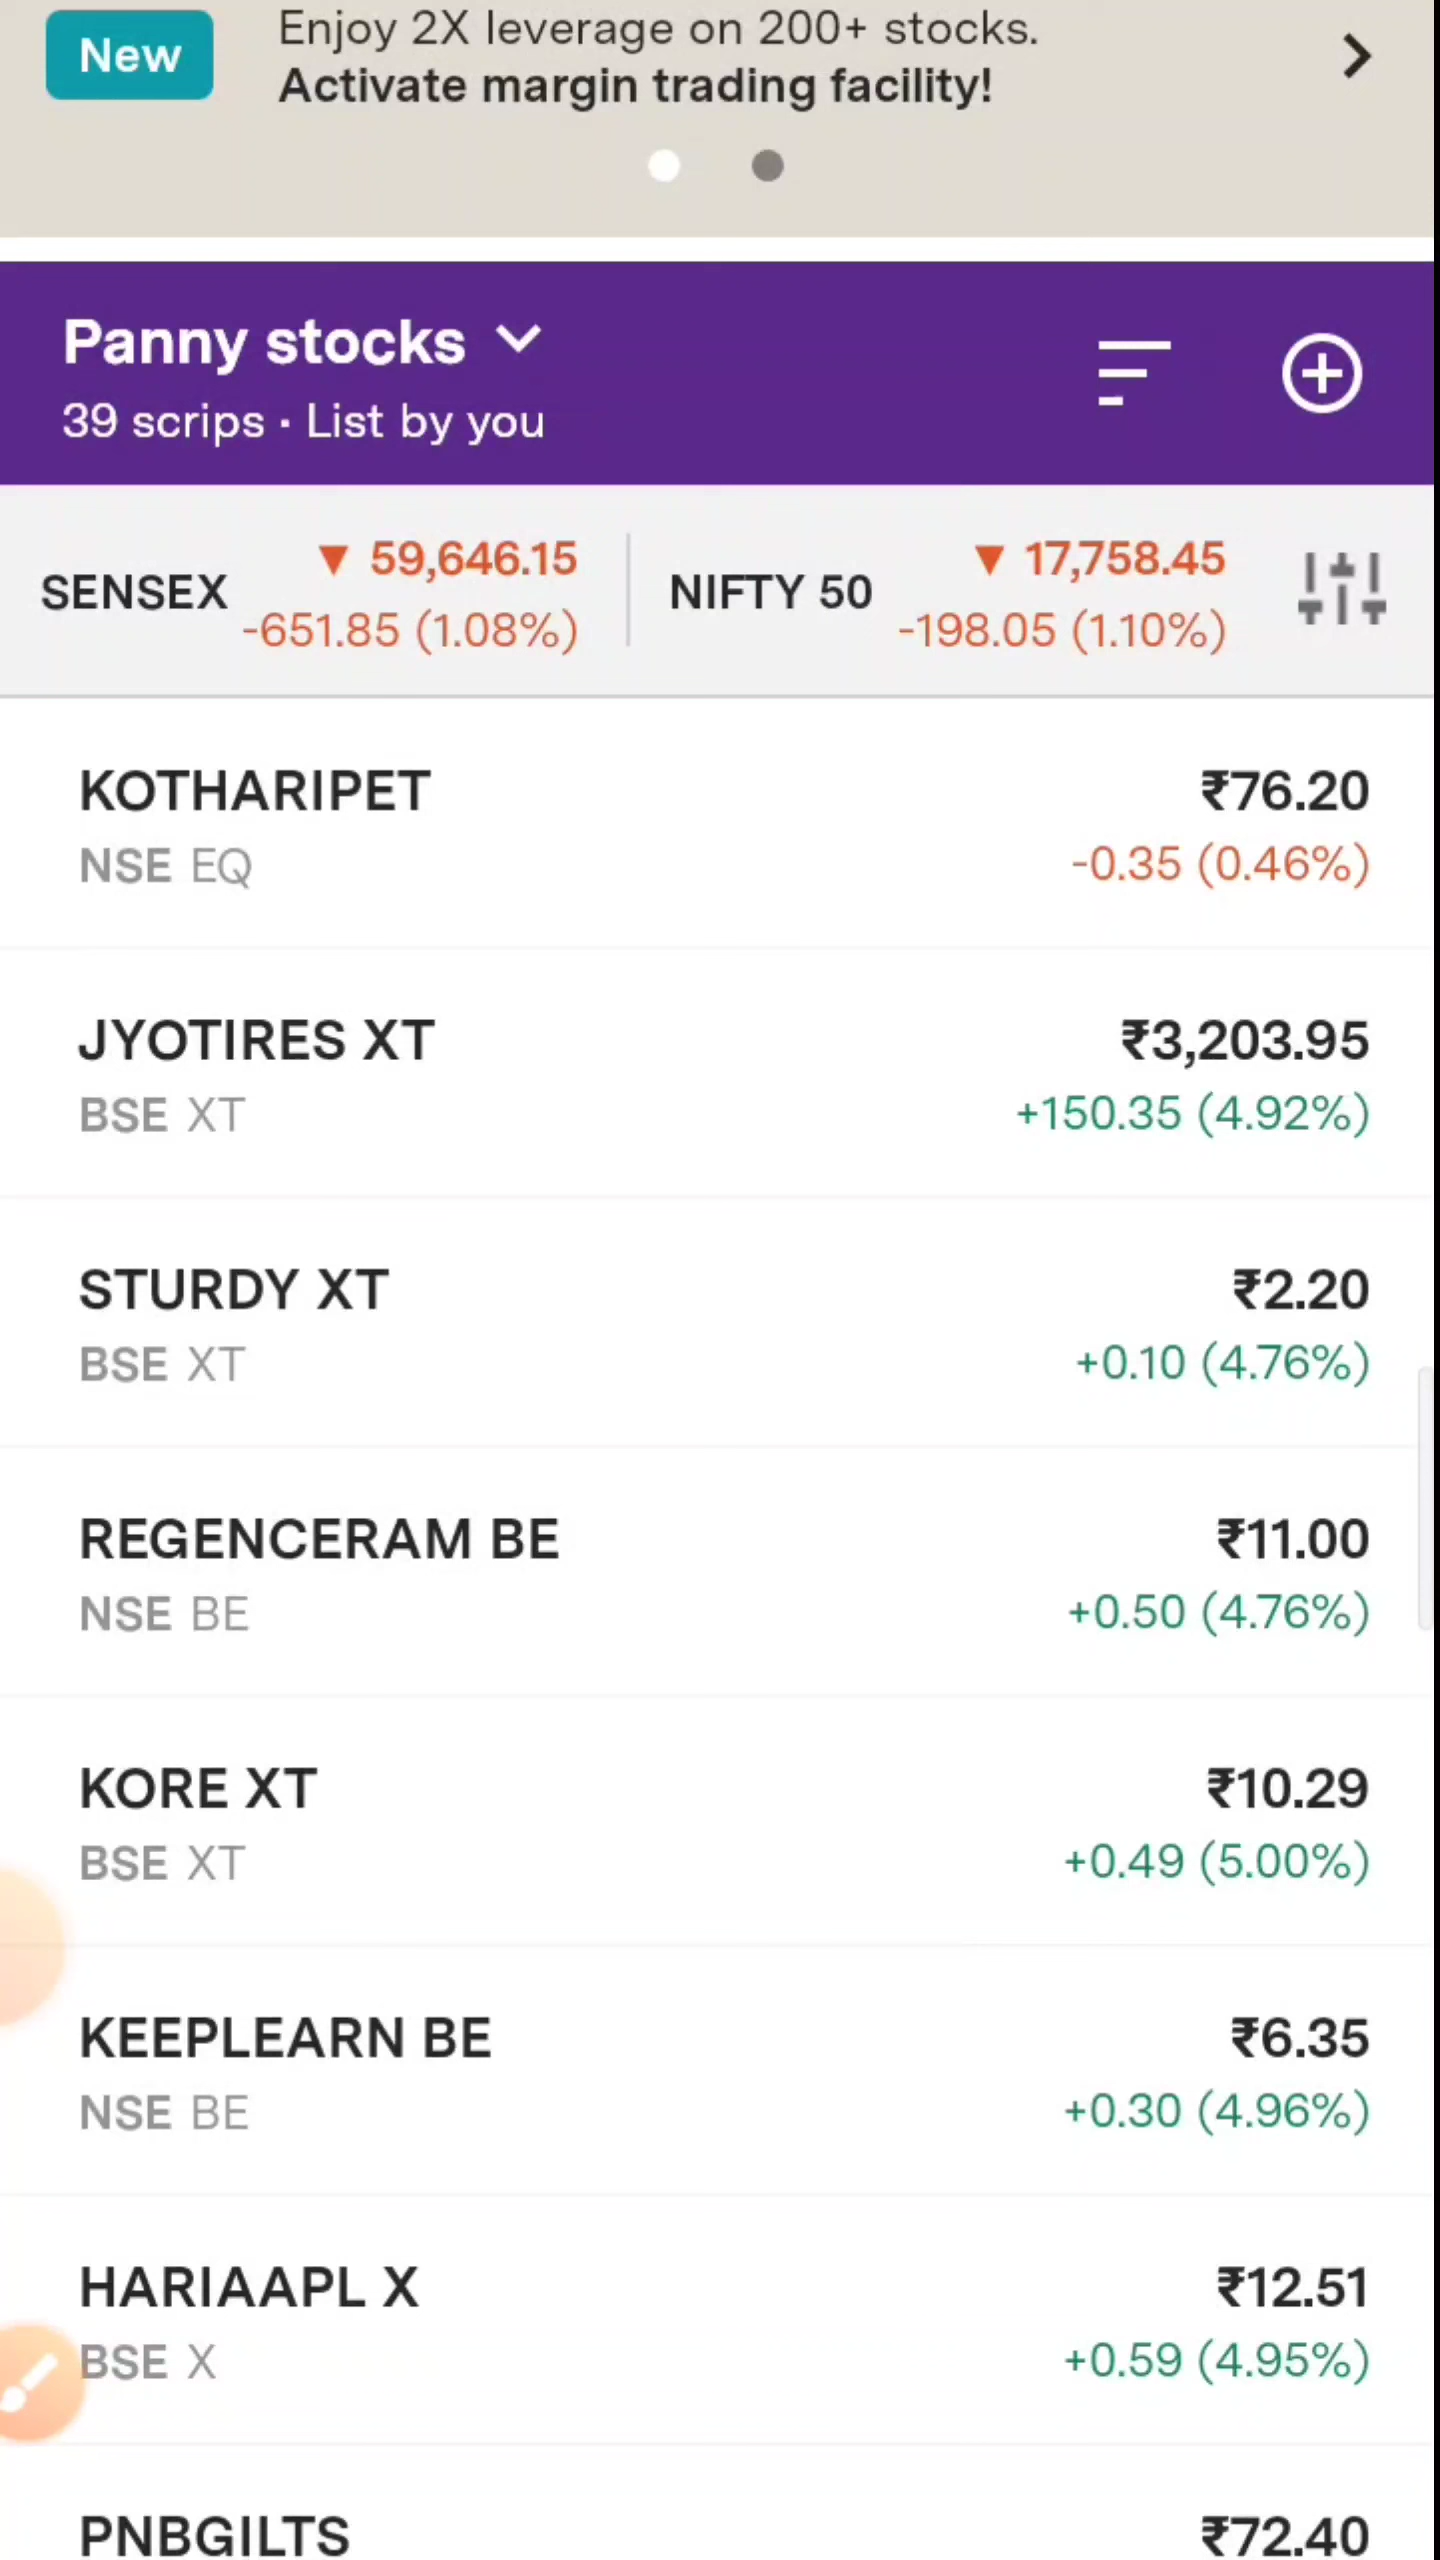 New
Enjoy 2X leverage on 200+ stocks.
Activate margin trading facility!
Panny stocks
39 scrips · List by you
SENSEX
▼ 59,646.15
-651.85 (1.08%)
NIFTY 50
▼ 17,758.45
-198.05 (1.10%)
KOTHARIPET ₹76.20
NSE EQ -0.35 (0.46%)
JYOTIRES XT ₹3,203.95
BSE XT +150.35 (4.92%)
STURDY XT ₹2.20
BSE XT +0.10 (4.76%)
REGENCERAM BE ₹11.00
NSE BE +0.50 (4.76%)
KORE XT ₹10.29
BSE XT +0.49 (5.00%)
KEEPLEARN BE ₹6.35
NSE BE +0.30 (4.96%)
HARIAAPL X ₹12.51
BSE X +0.59 (4.95%)
PNBGILTS ₹72.40